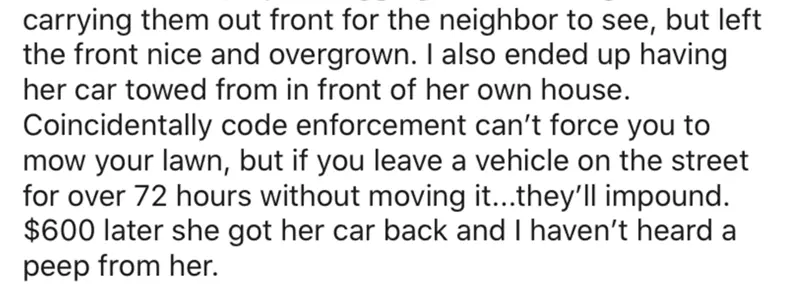 carrying them out front for the neighbor to see, but left
the front nice and overgrown. I also ended up having
her car towed from in front of her own house.
Coincidentally code enforcement can’t force you to
mow your lawn, but if you leave a vehicle on the street
for over 72 hours without moving it...they’ll impound.
$600 later she got her car back and I haven’t heard a
peep from her.